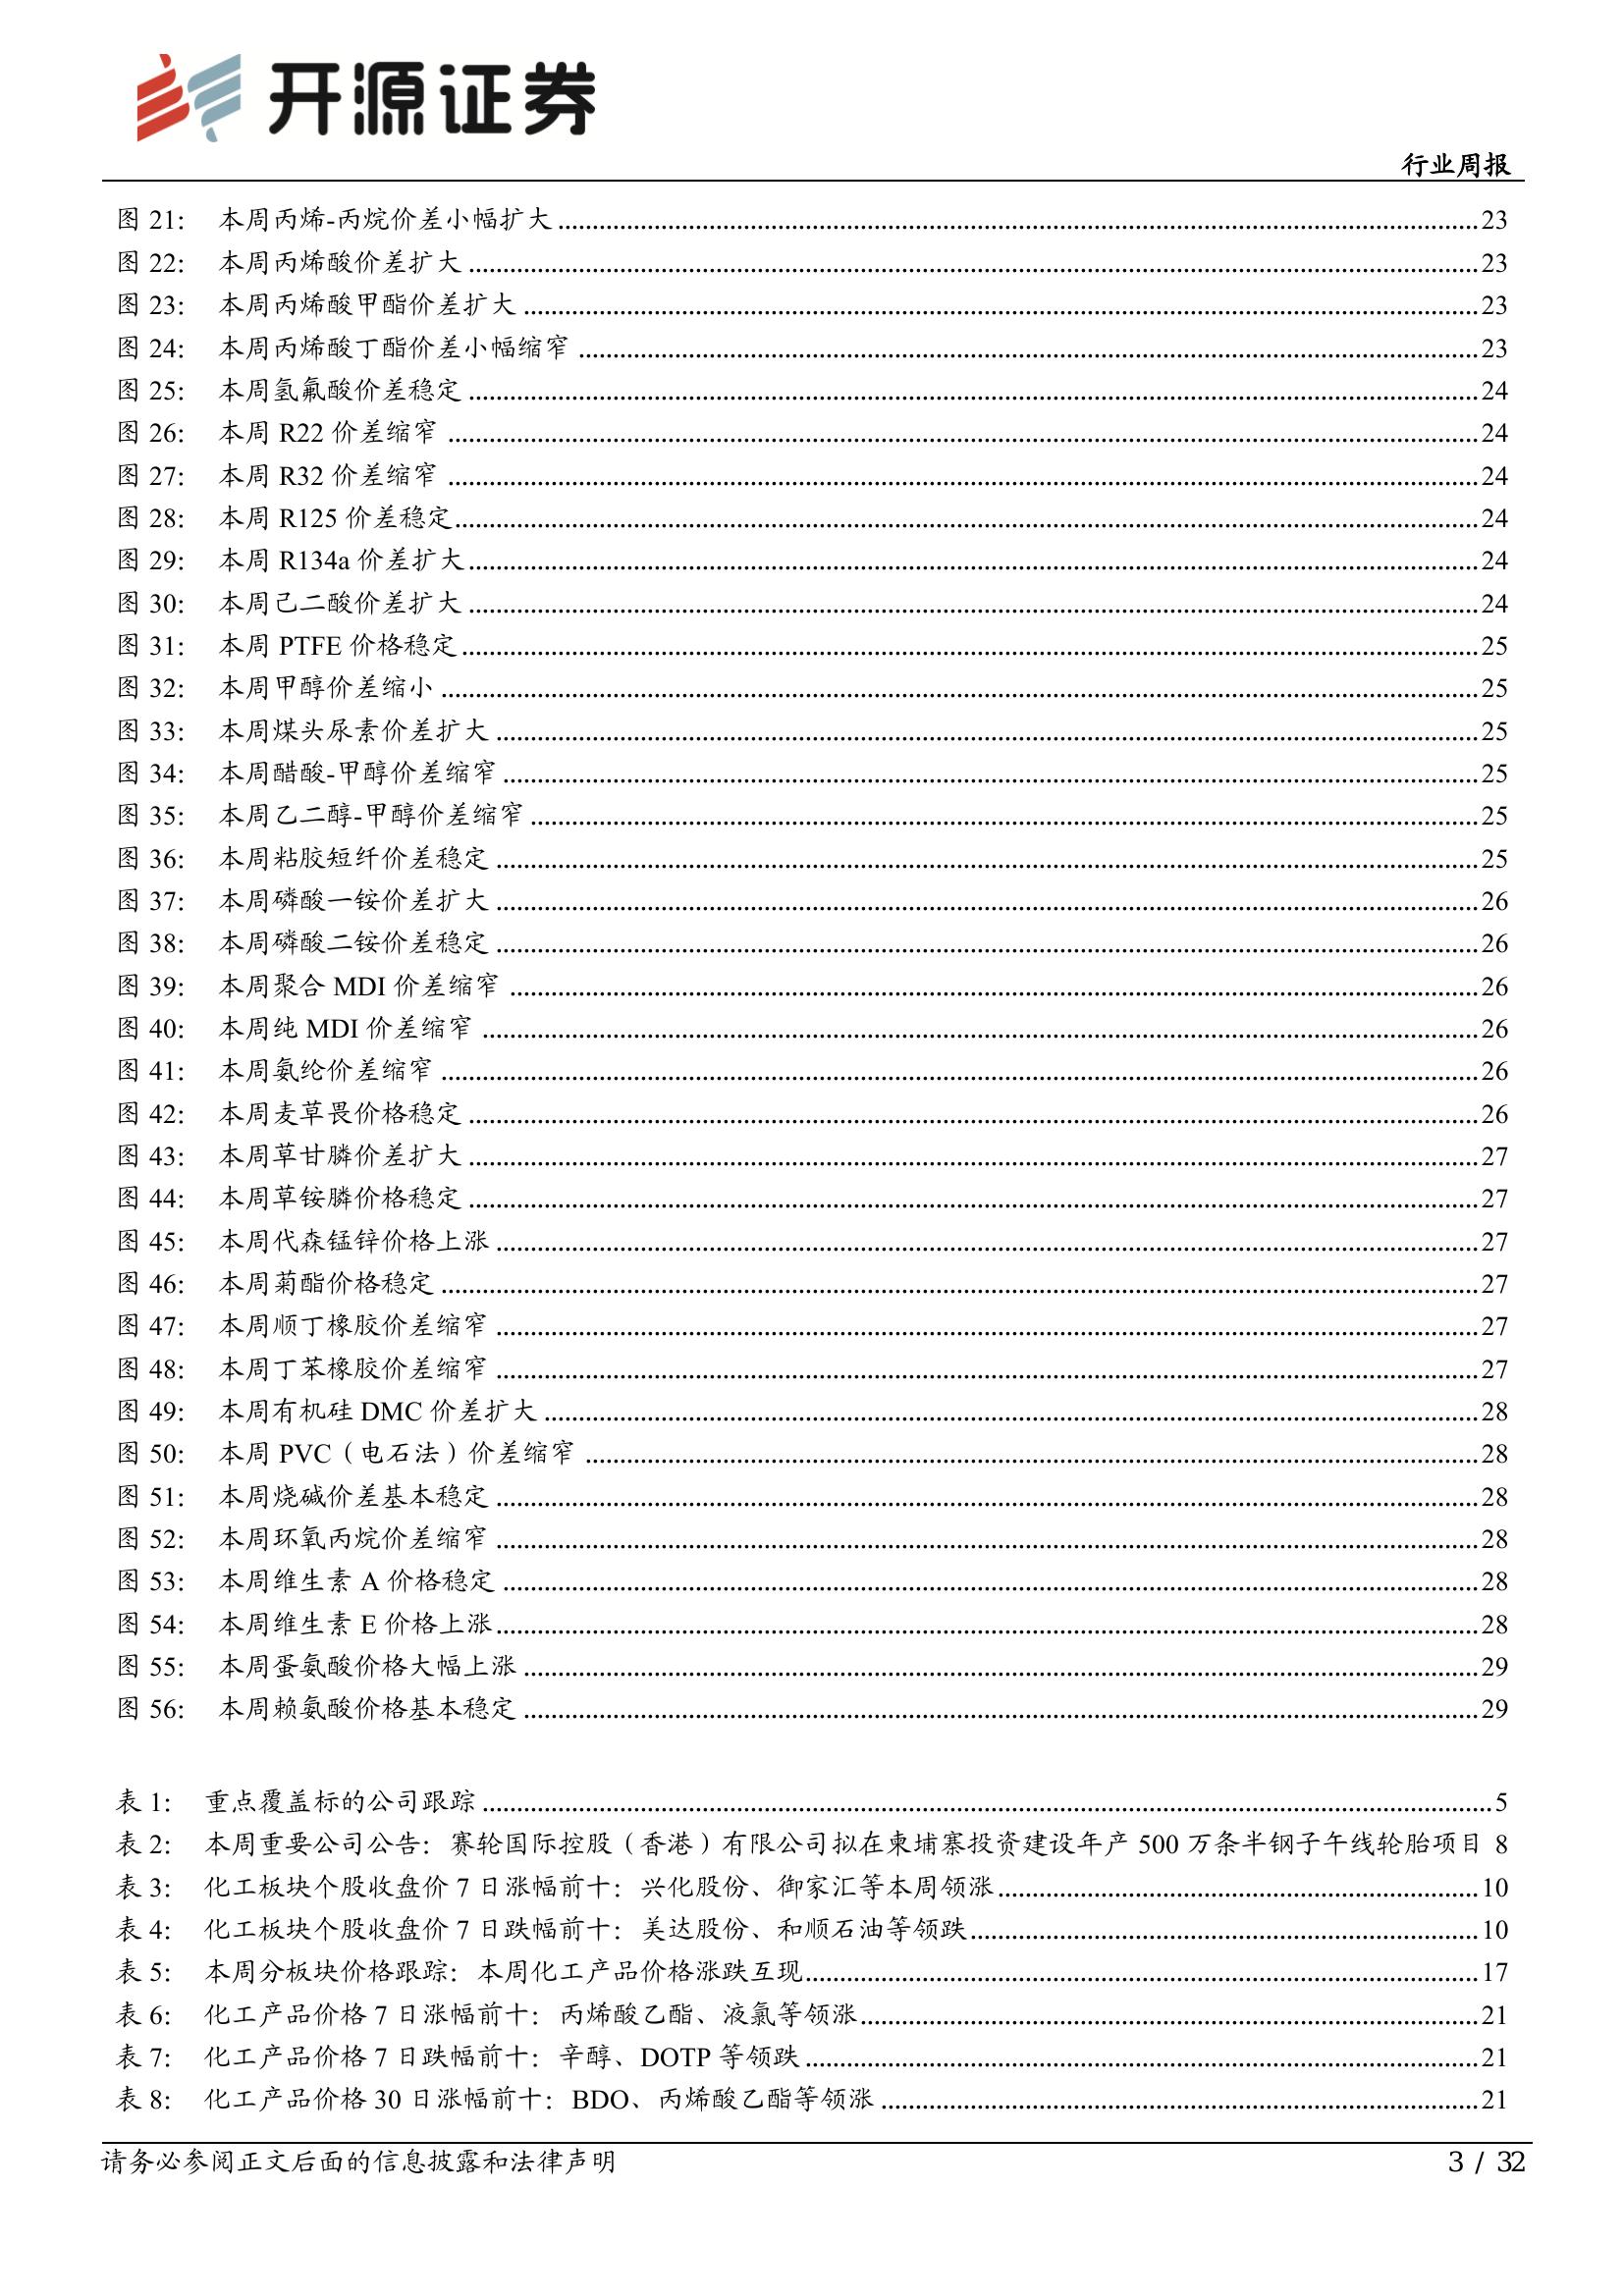 开源证券
行业周报
图 21: 本周丙烯-丙烷价差小幅扩大 ........ 23
图 22: 本周丙烯酸价差扩大 ........ 23
图 23: 本周丙烯酸甲酯价差扩大 ........ 23
图 24: 本周丙烯酸丁酯价差小幅缩窄 ........ 23
图 25: 本周氢氟酸价差稳定 ........ 24
图 26: 本周 R22 价差缩窄 ........ 24
图 27: 本周 R32 价差缩窄 ........ 24
图 28: 本周 R125 价差稳定 ........ 24
图 29: 本周 R134a 价差扩大 ........ 24
图 30: 本周己二酸价差扩大 ........ 24
图 31: 本周 PTFE 价格稳定 ........ 25
图 32: 本周甲醇价差缩小 ........ 25
图 33: 本周煤头尿素价差扩大 ........ 25
图 34: 本周醋酸-甲醇价差缩窄 ........ 25
图 35: 本周乙二醇-甲醇价差缩窄 ........ 25
图 36: 本周粘胶短纤价差稳定 ........ 25
图 37: 本周磷酸一铵价差扩大 ........ 26
图 38: 本周磷酸二铵价差稳定 ........ 26
图 39: 本周聚合 MDI 价差缩窄 ........ 26
图 40: 本周纯 MDI 价差缩窄 ........ 26
图 41: 本周氨纶价差缩窄 ........ 26
图 42: 本周麦草畏价格稳定 ........ 26
图 43: 本周草甘膦价差扩大 ........ 27
图 44: 本周草铵膦价格稳定 ........ 27
图 45: 本周代森锰锌价格上涨 ........ 27
图 46: 本周菊酯价格稳定 ........ 27
图 47: 本周顺丁橡胶价差缩窄 ........ 27
图 48: 本周丁苯橡胶价差缩窄 ........ 27
图 49: 本周有机硅 DMC 价差扩大 ........ 28
图 50: 本周 PVC（电石法）价差缩窄 ........ 28
图 51: 本周烧碱价差基本稳定 ........ 28
图 52: 本周环氧丙烷价差缩窄 ........ 28
图 53: 本周维生素 A 价格稳定 ........ 28
图 54: 本周维生素 E 价格上涨 ........ 28
图 55: 本周蛋氨酸价格大幅上涨 ........ 29
图 56: 本周赖氨酸价格基本稳定 ........ 29
表 1: 重点覆盖标的公司跟踪 ........ 5
表 2: 本周重要公司公告：赛轮国际控股（香港）有限公司拟在柬埔寨投资建设年产 500 万条半钢子午线轮胎项目 8
表 3: 化工板块个股收盘价 7 日涨幅前十：兴化股份、御家汇等本周领涨 ........ 10
表 4: 化工板块个股收盘价 7 日跌幅前十：美达股份、和顺石油等领跌 ........ 10
表 5: 本周分板块价格跟踪：本周化工产品价格涨跌互现 ........ 17
表 6: 化工产品价格 7 日涨幅前十：丙烯酸乙酯、液氯等领涨 ........ 21
表 7: 化工产品价格 7 日跌幅前十：辛醇、DOTP 等领跌 ........ 21
表 8: 化工产品价格 30 日涨幅前十：BDO、丙烯酸乙酯等领涨 ........ 21
请务必参阅正文后面的信息披露和法律声明
3 / 32